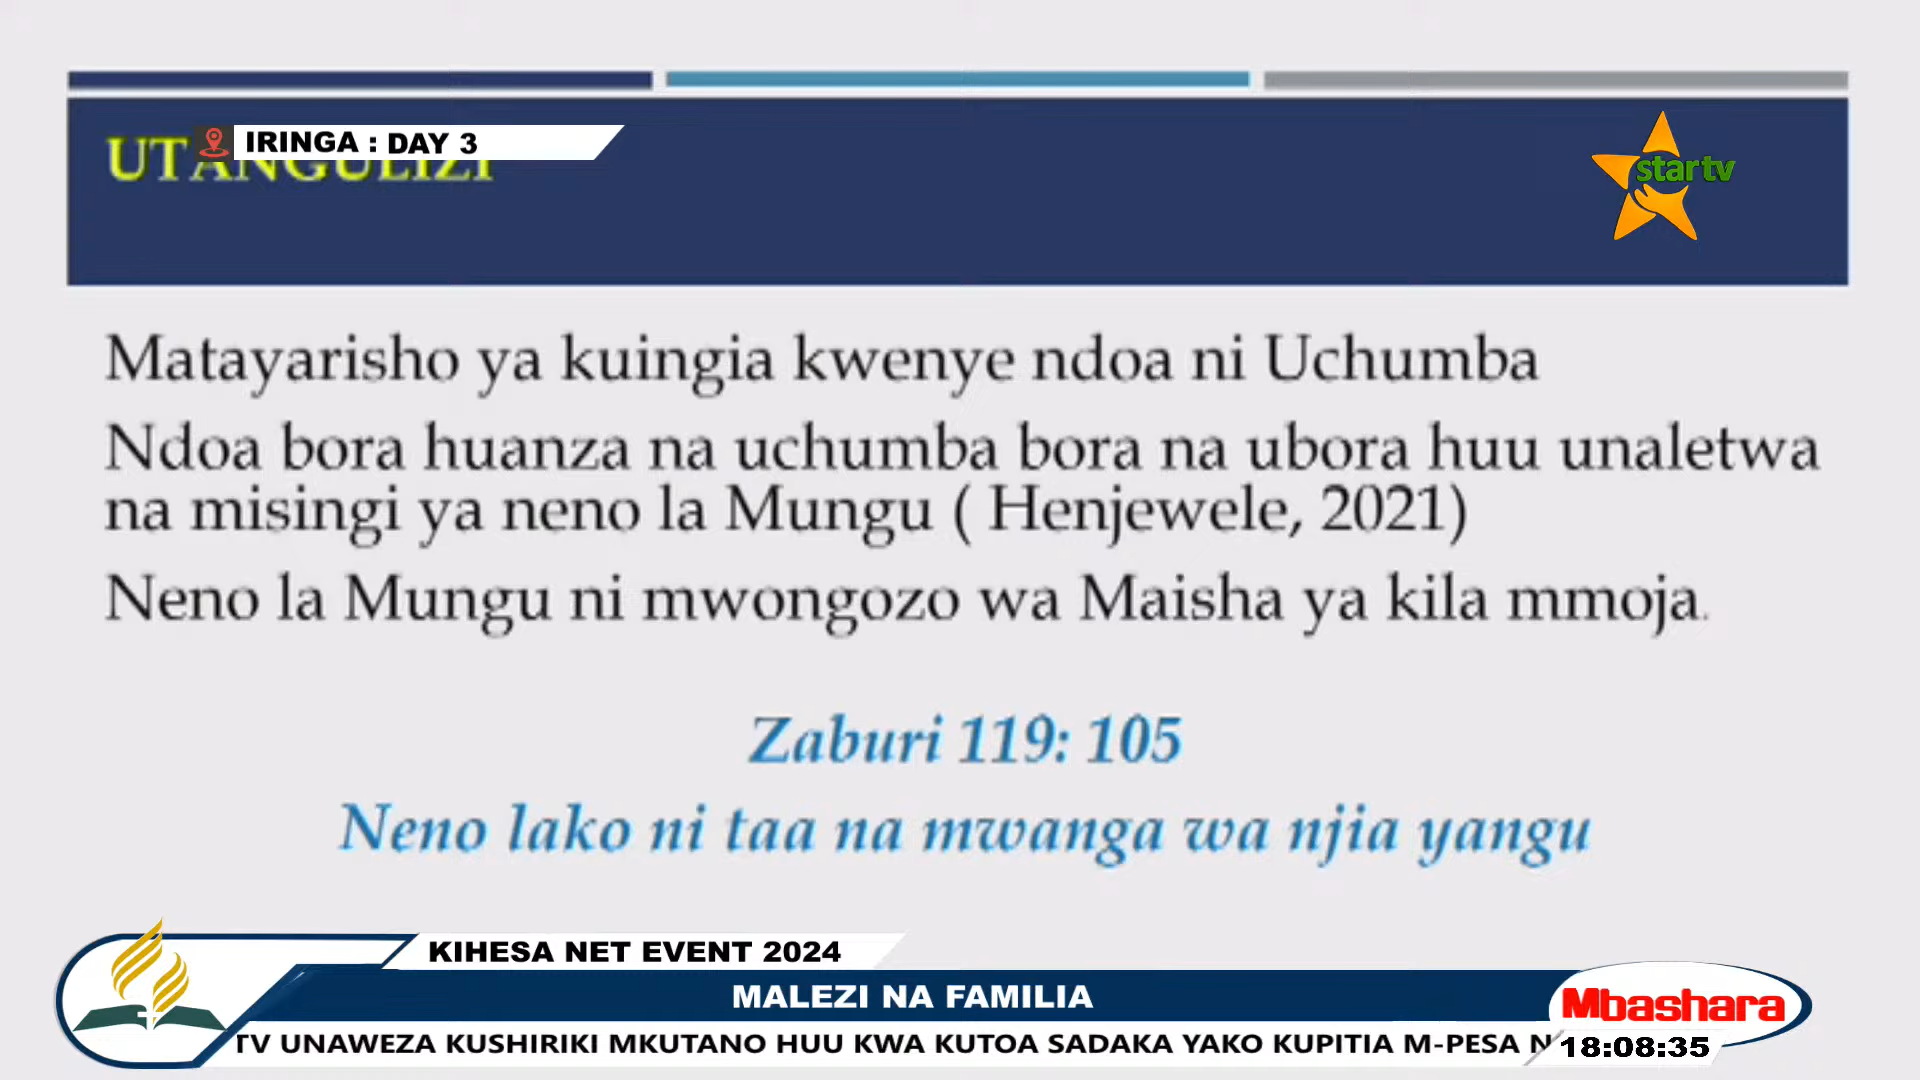 IRINGA : DAY 3
UTANGULIZI
startv
Matayarisho ya kuingia kwenye ndoa ni Uchumba
Ndoa bora huanza na uchumba bora na ubora huu unaletwa
na misingi ya neno la Mungu ( Henjewele, 2021)
Neno la Mungu ni mwongozo wa Maisha ya kila mmoja.
Zaburi 119: 105
Neno lako ni taa na mwanga wa njia yangu
KIHESA NET EVENT 2024
MALEZI NA FAMILIA
Mbashara
TV UNAWEZA KUSHIRIKI MKUTANO HUU KWA KUTOA SADAKA YAKO KUPITIA M-PESA N
18:08:35